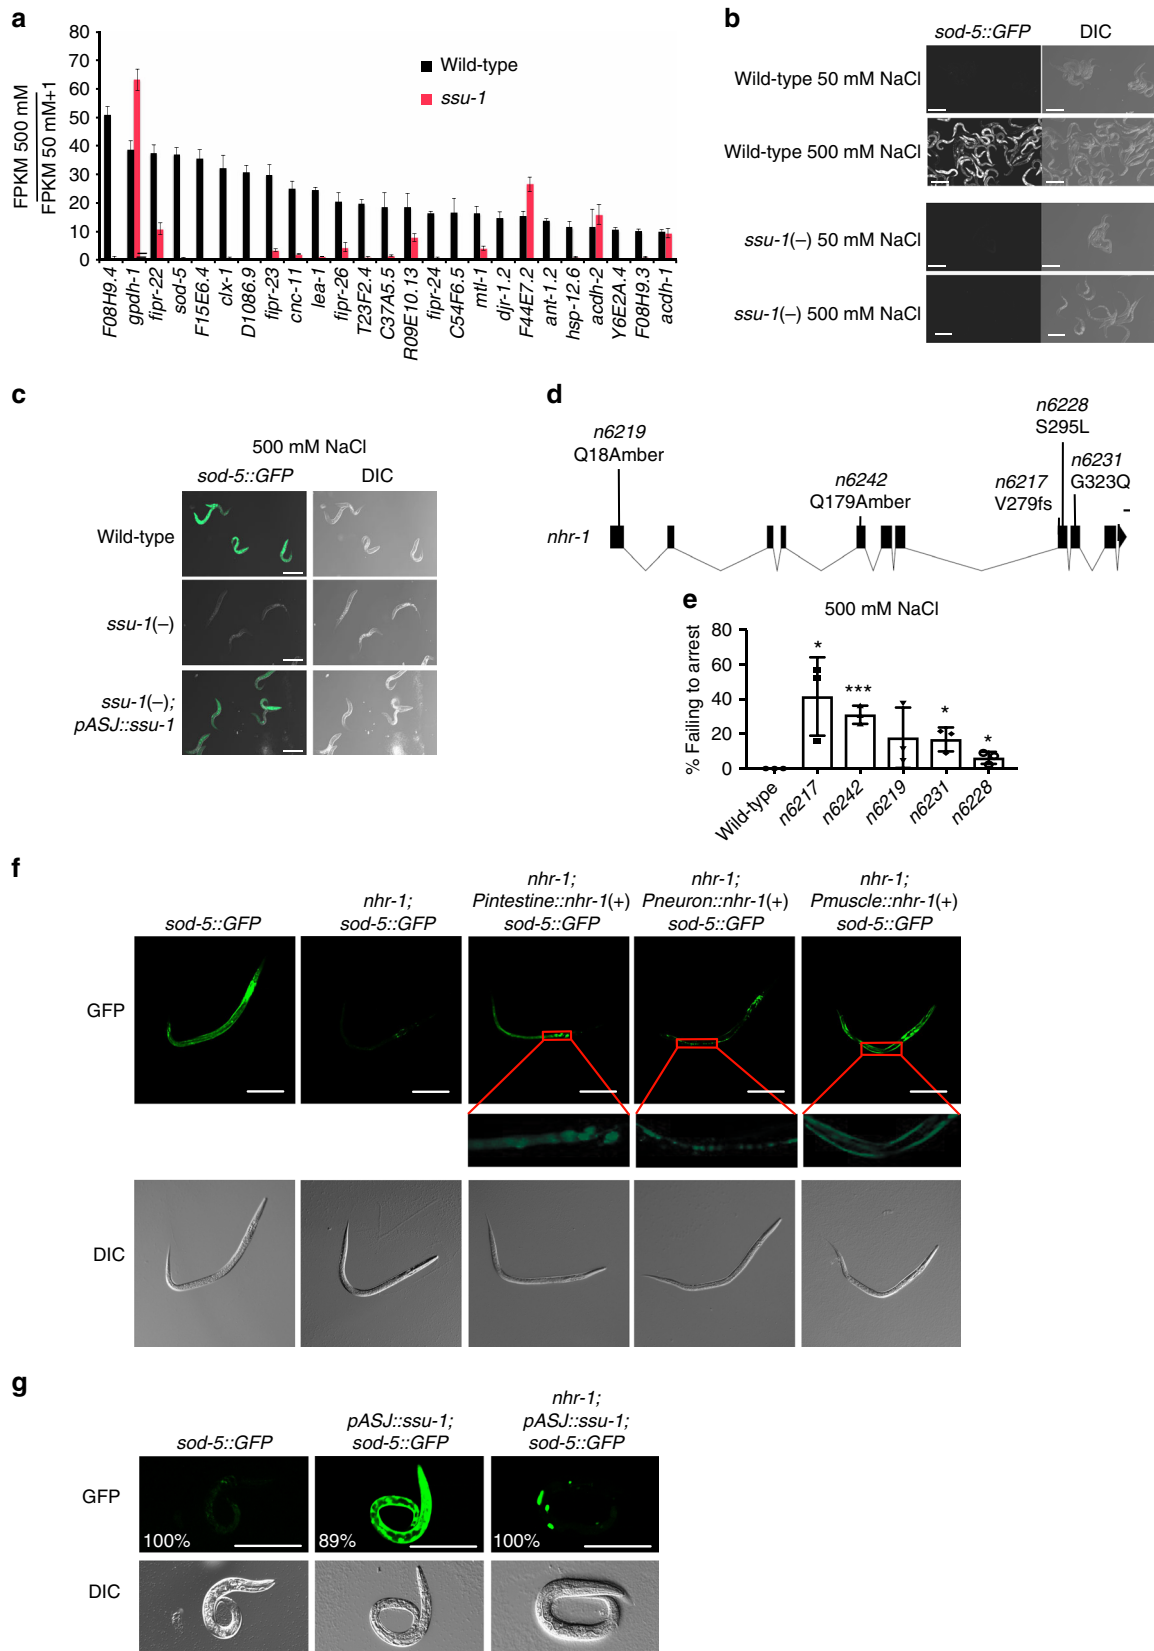 a
80
70
60
50
40
30
20
10
0
FPKM 500 mM
FPKM 50 mM+1
Wild-type
ssu-1
F08H9.4
gpdh-1
fipr-22
sod-5
F15E6.4
clx-1
D1086.9
fipr-23
cnc-11
lea-1
fipr-26
T23F2.4
C37A5.5
R09E10.13
fipr-24
C54F6.5
mtl-1
djr-1.2
F44E7.2
ant-1.2
hsp-12.6
acdh-2
Y6E2A.4
F08H9.3
acdh-1
b
sod-5::GFP DIC
Wild-type 50 mM NaCl
Wild-type 500 mM NaCl
ssu-1(–) 50 mM NaCl
ssu-1(–) 500 mM NaCl
c
500 mM NaCl
sod-5::GFP DIC
Wild-type
ssu-1(–)
ssu-1(–);
pASJ::ssu-1
d
n6219
Q18Amber
n6242
Q179Amber
n6217
V279fs
n6228
S295L
n6231
G323Q
nhr-1
e
500 mM NaCl
% Failing to arrest
80
60
40
20
0
*
***
*
*
Wild-type
n6217
n6242
n6219
n6231
n6228
f
sod-5::GFP
nhr-1;
sod-5::GFP
nhr-1;
Pintestine::nhr-1(+)
sod-5::GFP
nhr-1;
Pneuron::nhr-1(+)
sod-5::GFP
nhr-1;
Pmuscle::nhr-1(+)
sod-5::GFP
GFP
DIC
g
sod-5::GFP
pASJ::ssu-1;
sod-5::GFP
nhr-1;
pASJ::ssu-1;
sod-5::GFP
GFP
100%
89%
100%
DIC